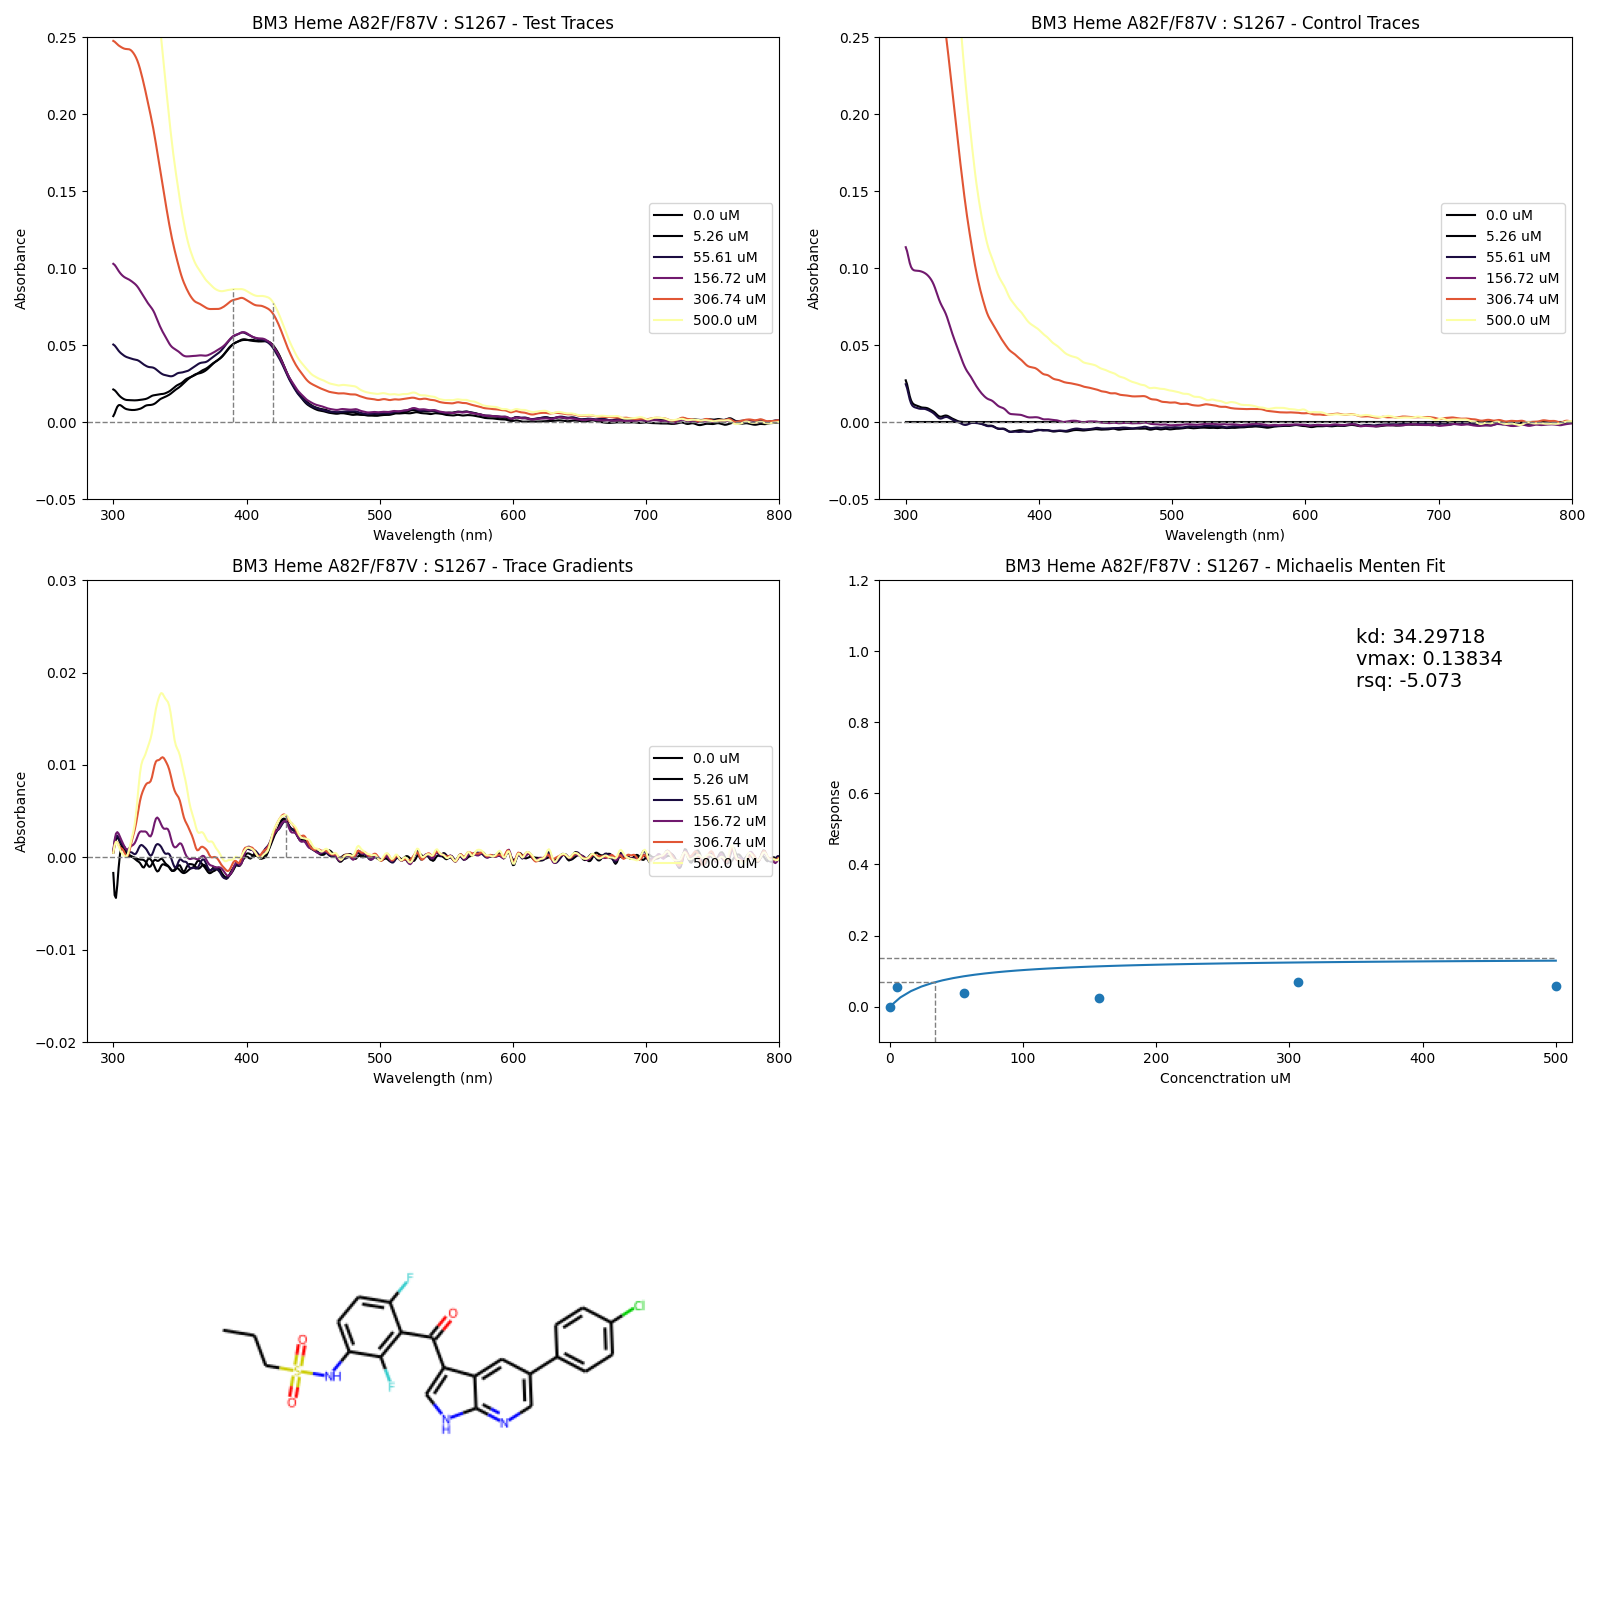 BM3 Heme A82F/F87V : S1267 - Test Traces
0.25
0.20
0.15
0.10
0.05
0.00
−0.05
Absorbance
0.0 uM
5.26 uM
55.61 uM
156.72 uM
306.74 uM
500.0 uM
300 400 500 600 700 800
Wavelength (nm)
BM3 Heme A82F/F87V : S1267 - Control Traces
0.25
0.20
0.15
0.10
0.05
0.00
−0.05
Absorbance
0.0 uM
5.26 uM
55.61 uM
156.72 uM
306.74 uM
500.0 uM
300 400 500 600 700 800
Wavelength (nm)
BM3 Heme A82F/F87V : S1267 - Trace Gradients
0.03
0.02
0.01
0.00
−0.01
−0.02
Absorbance
0.0 uM
5.26 uM
55.61 uM
156.72 uM
306.74 uM
500.0 uM
300 400 500 600 700 800
Wavelength (nm)
BM3 Heme A82F/F87V : S1267 - Michaelis Menten Fit
1.2
1.0
0.8
0.6
0.4
0.2
0.0
Response
kd: 34.29718
vmax: 0.13834
rsq: -5.073
0 100 200 300 400 500
Concenctration uM
F
O
Cl
O
S
NH
O
F
N
H
N